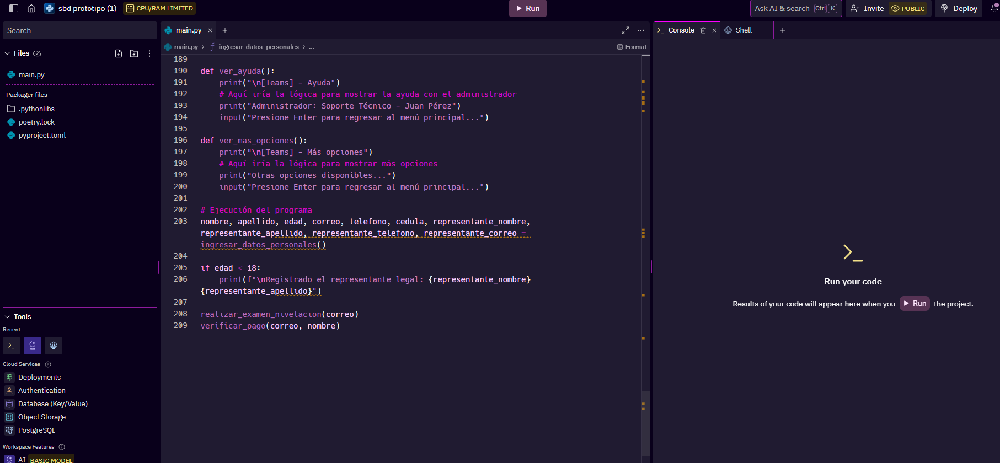 sbd prototipo (1)
CPU/RAM LIMITED
Run
Ask AI & search Ctrl K
Invite
PUBLIC
Deploy
Search
Files
main.py
Packager files
.pythonlibs
poetry.lock
pyproject.toml
Tools
Recent
Cloud Services
Deployments
Authentication
Database (Key/Value)
Object Storage
PostgreSQL
Workspace Features
AI BASIC MODEL
main.py
main.py > ƒ ingresar_datos_personales > ...
Format
189
190 def ver_ayuda():
191     print("\n[Teams] - Ayuda")
192     # Aquí iría la lógica para mostrar la ayuda con el administrador
193     print("Administrador: Soporte Técnico - Juan Pérez")
194     input("Presione Enter para regresar al menú principal...")
195
196 def ver_mas_opciones():
197     print("\n[Teams] - Más opciones")
198     # Aquí iría la lógica para mostrar más opciones
199     print("Otras opciones disponibles...")
200     input("Presione Enter para regresar al menú principal...")
201
202 # Ejecución del programa
203 nombre, apellido, edad, correo, telefono, cedula, representante_nombre,
representante_apellido, representante_telefono, representante_correo =
ingresar_datos_personales()
204
205 if edad < 18:
206     print(f"\nRegistrado el representante legal: {representante_nombre}
{representante_apellido}")
207
208 realizar_examen_nivelacion(correo)
209 verificar_pago(correo, nombre)
Console
Shell
>_
Run your code
Results of your code will appear here when you Run the project.